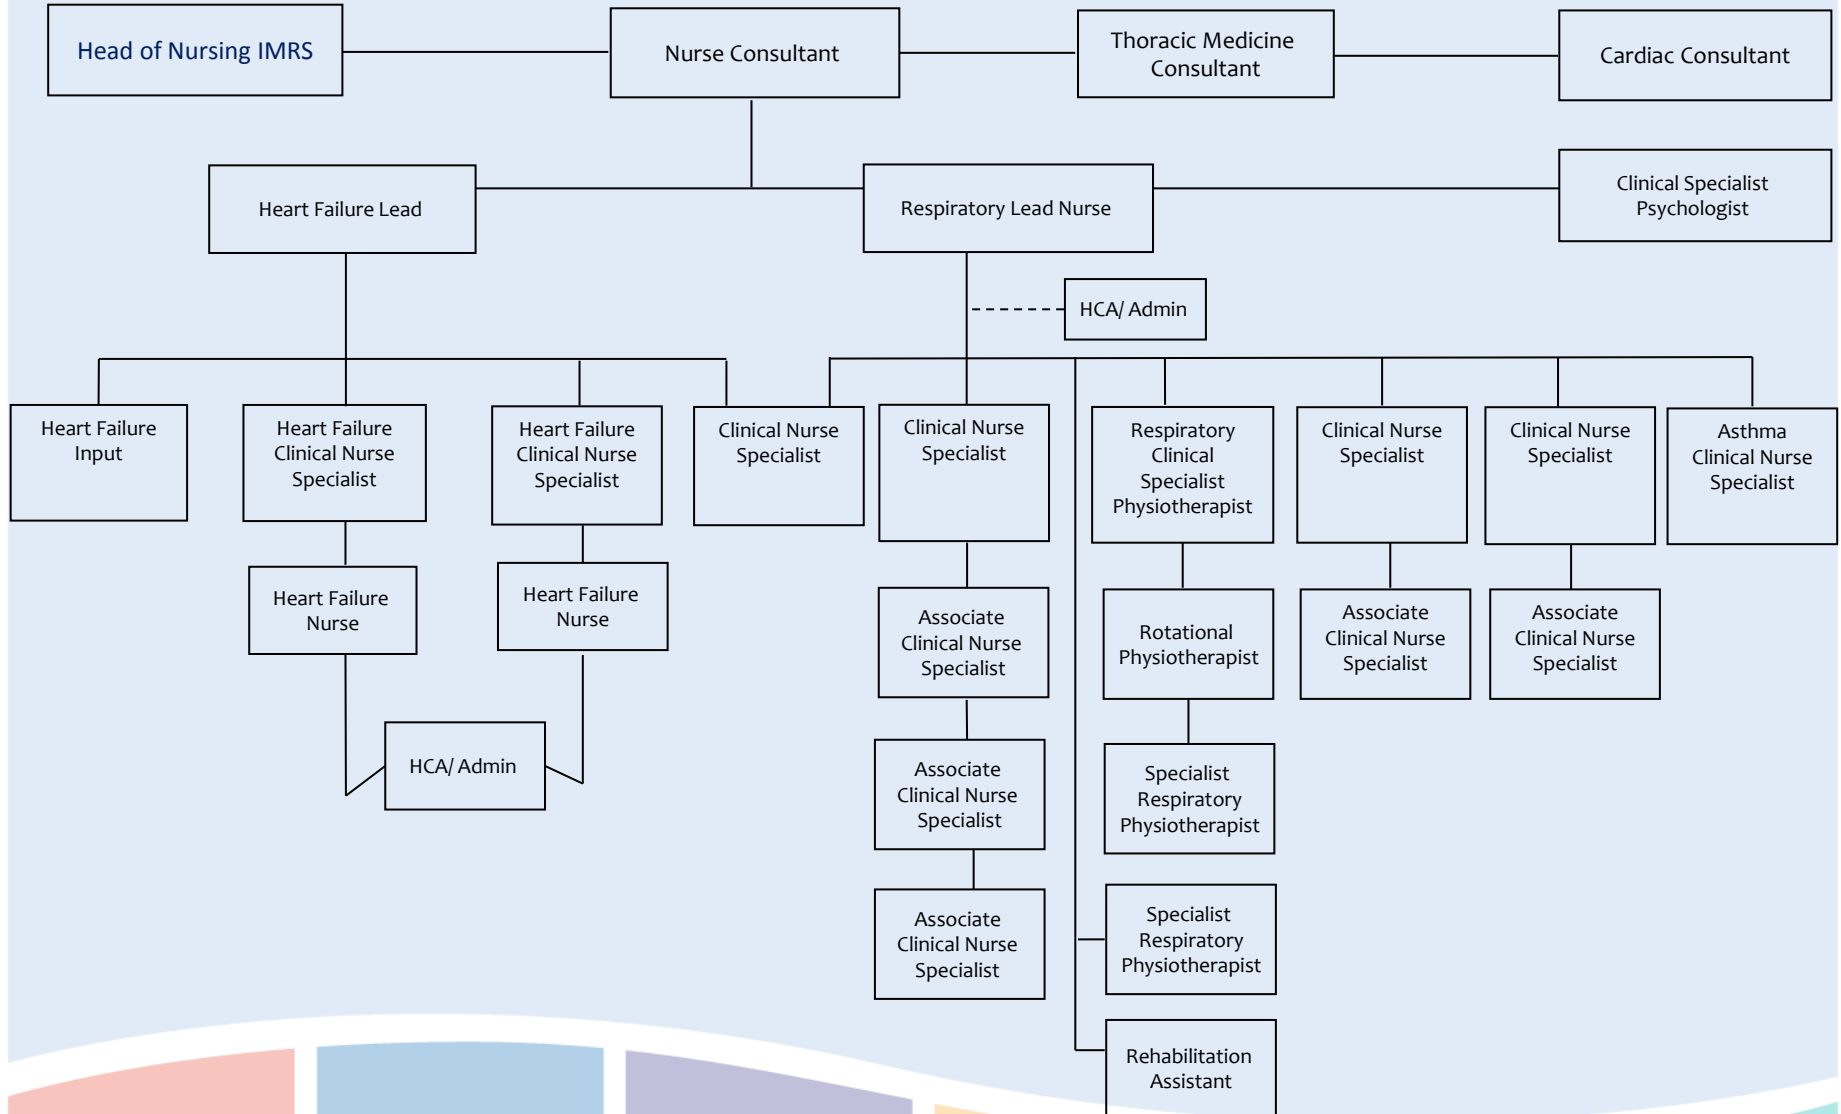 Head of Nursing IMRS
Nurse Consultant
Thoracic Medicine
Consultant
Cardiac Consultant
Heart Failure Lead
Respiratory Lead Nurse
Clinical Specialist
Psychologist
HCA/ Admin
Heart Failure
Input
Heart Failure
Clinical Nurse
Specialist
Heart Failure
Clinical Nurse
Specialist
Clinical Nurse
Specialist
Clinical Nurse
Specialist
Respiratory
Clinical
Specialist
Physiotherapist
Clinical Nurse
Specialist
Clinical Nurse
Specialist
Asthma
Clinical Nurse
Specialist
Heart Failure
Nurse
Heart Failure
Nurse
Associate
Clinical Nurse
Specialist
Rotational
Physiotherapist
Associate
Clinical Nurse
Specialist
Associate
Clinical Nurse
Specialist
HCA/ Admin
Associate
Clinical Nurse
Specialist
Specialist
Respiratory
Physiotherapist
Associate
Clinical Nurse
Specialist
Specialist
Respiratory
Physiotherapist
Rehabilitation
Assistant